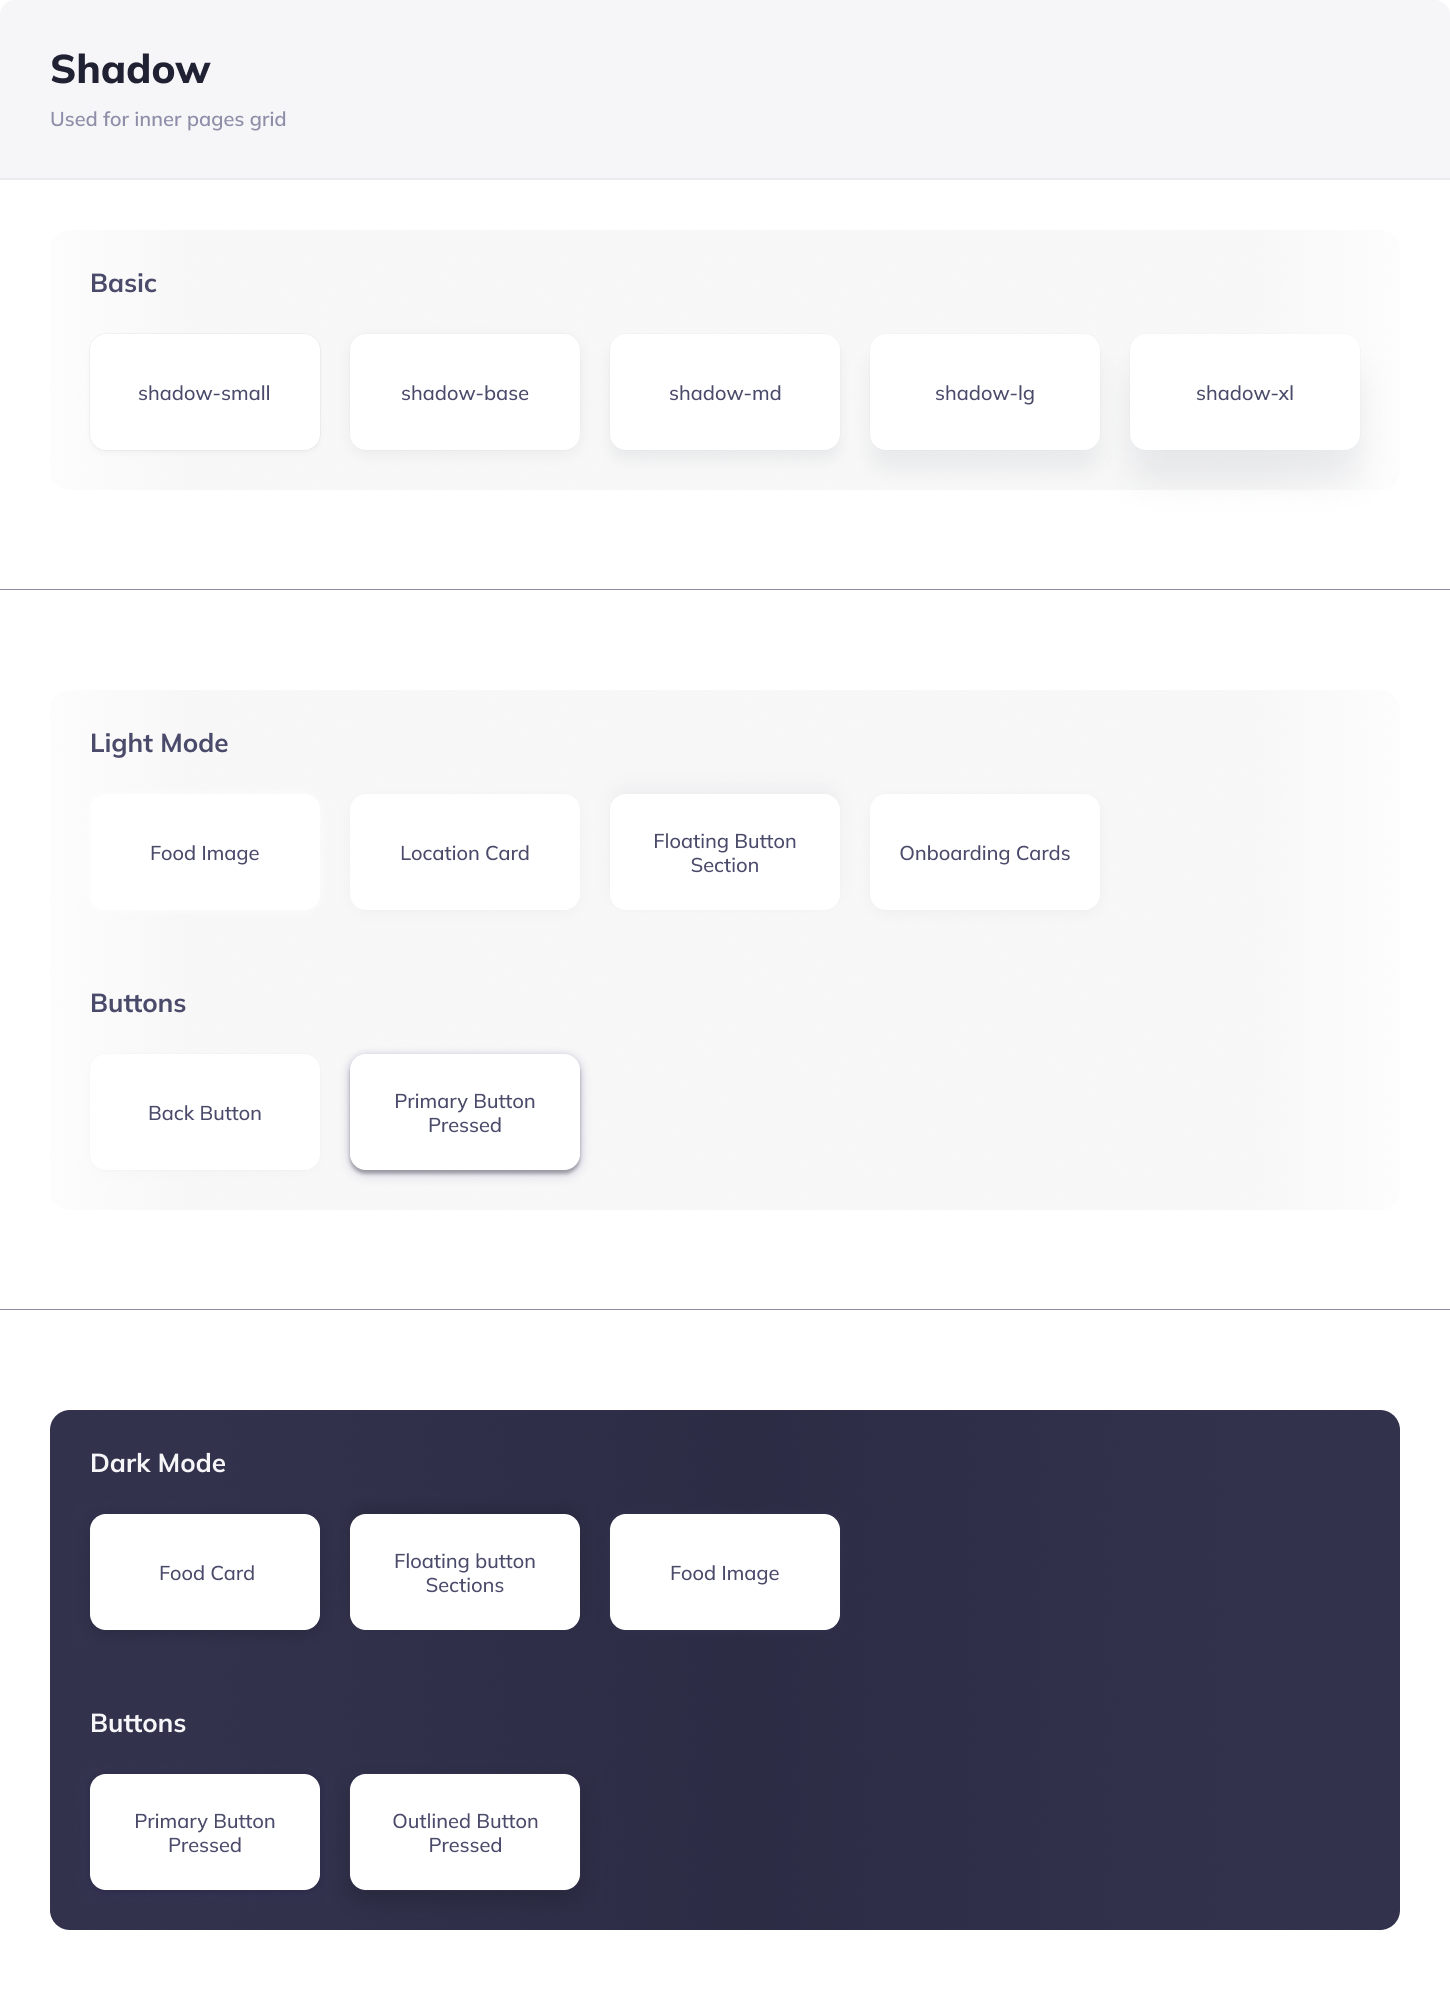 Shadow
Used for inner pages grid
Basic
shadow-small
shadow-base
shadow-md
shadow-lg
shadow-xl
Light Mode
Food Image
Location Card
Floating Button
Section
Onboarding Cards
Buttons
Back Button
Primary Button
Pressed
Dark Mode
Food Card
Floating button
Sections
Food Image
Buttons
Primary Button
Pressed
Outlined Button
Pressed